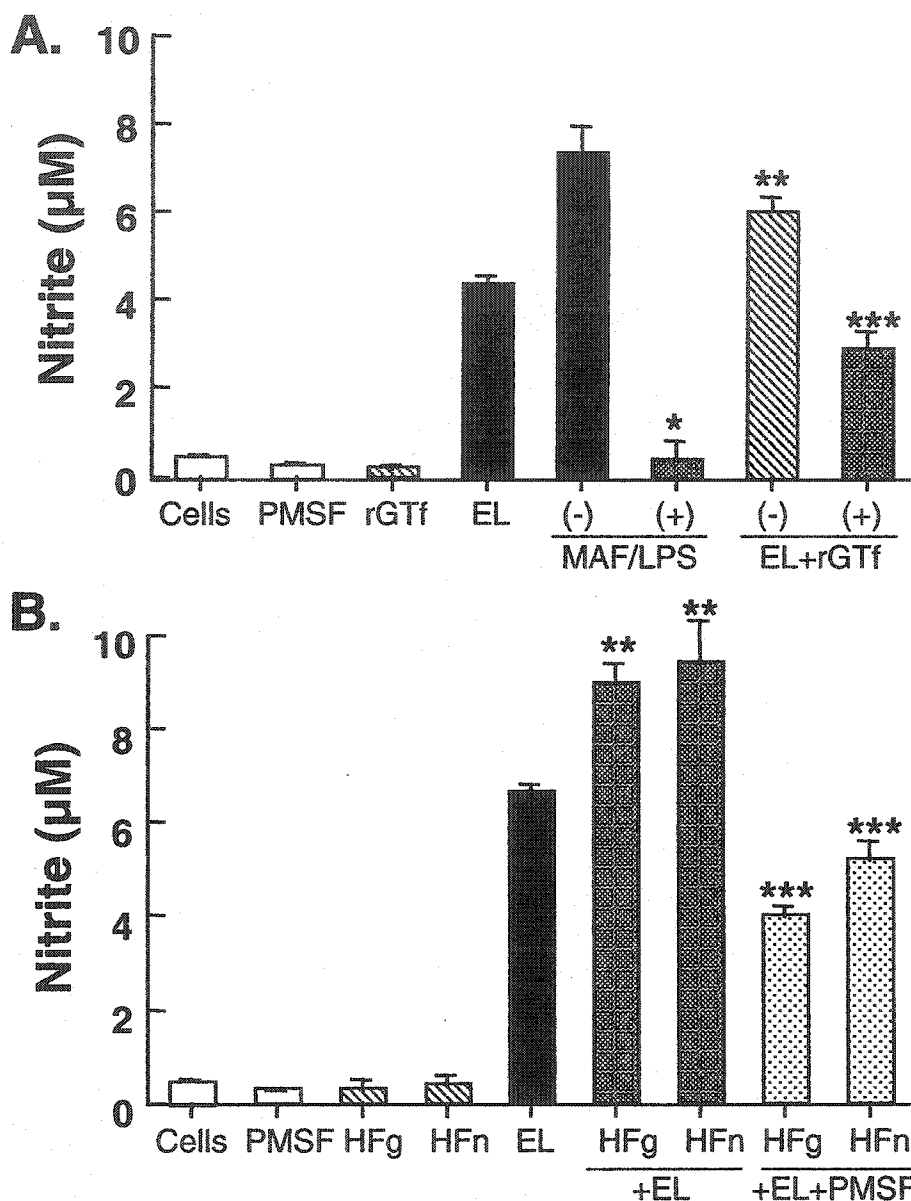 A.
Nitrite (μM)
10
8
6
4
2
0
*
**
***
Cells PMSF rGTf EL (-) (+) (-) (+)
MAF/LPS EL+rGTf
B.
Nitrite (μM)
10
8
6
4
2
0
** **
*** ***
Cells PMSF HFg HFn EL HFg HFn HFg HFn
+EL +EL+PMSF